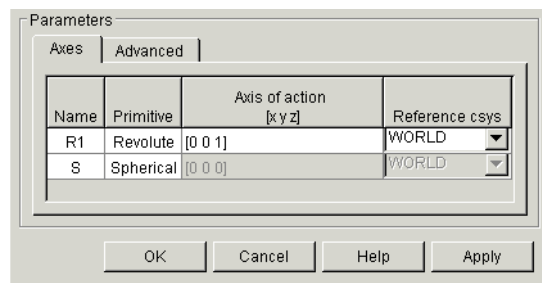 Parameters
Axes Advanced
Axis of action
Name Primitive [x y z] Reference csys
R1 Revolute [0 0 1] WORLD
S Spherical [0 0 0] WORLD
OK Cancel Help Apply